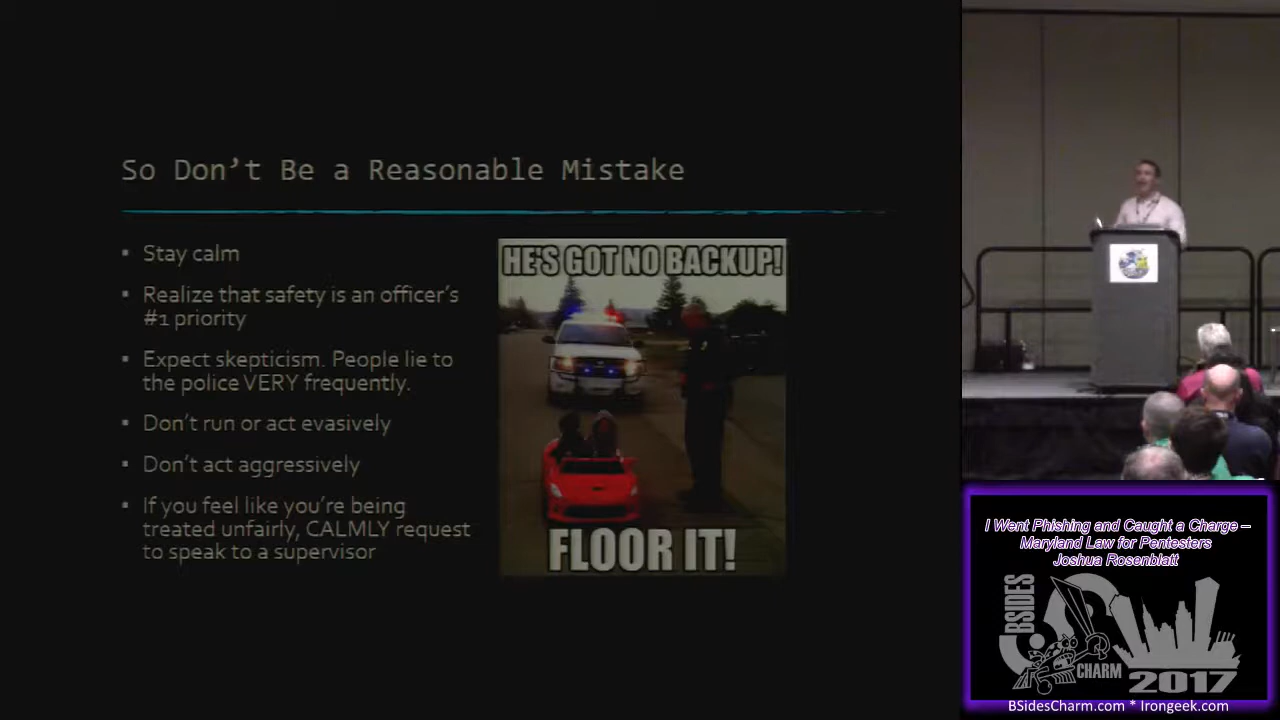 So Don't Be a Reasonable Mistake
▪ Stay calm
▪ Realize that safety is an officer's
#1 priority
▪ Expect skepticism. People lie to
the police VERY frequently.
▪ Don't run or act evasively
▪ Don't act aggressively
▪ If you feel like you're being
treated unfairly, CALMLY request
to speak to a supervisor
HE'S GOT NO BACKUP!
FLOOR IT!
I Went Phishing and Caught a Charge –
Maryland Law for Pentesters
Joshua Rosenblatt
BSIDES
CHARM
2017
BSidesCharm.com * Irongeek.com